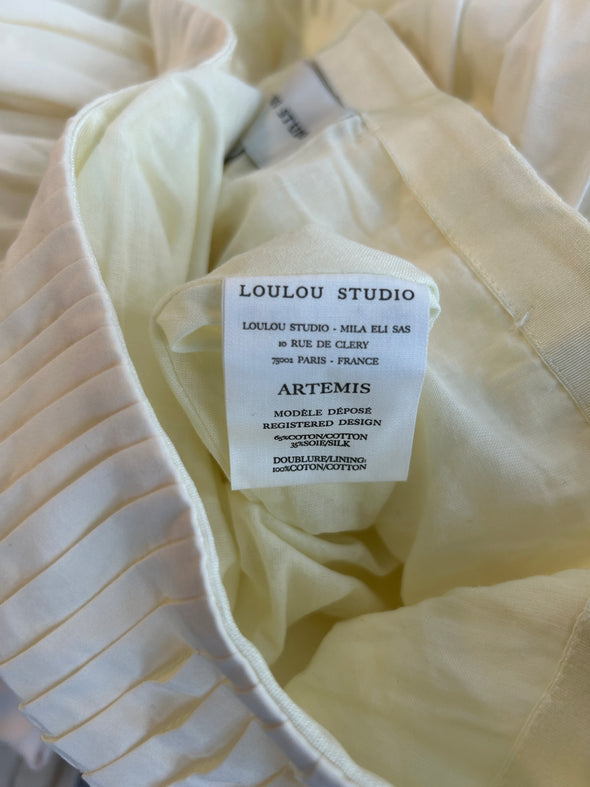 STUD
LOULOU STUDIO
LOULOU STUDIO - MILA ELI SAS
10 RUE DE CLERY
75002 PARIS - FRANCE
ARTEMIS
MODÈLE DÉPOSÉ
REGISTERED DESIGN
65%COTON/COTTON
35%SOIE/SILK
DOUBLURE/LINING:
100%COTON/COTTON